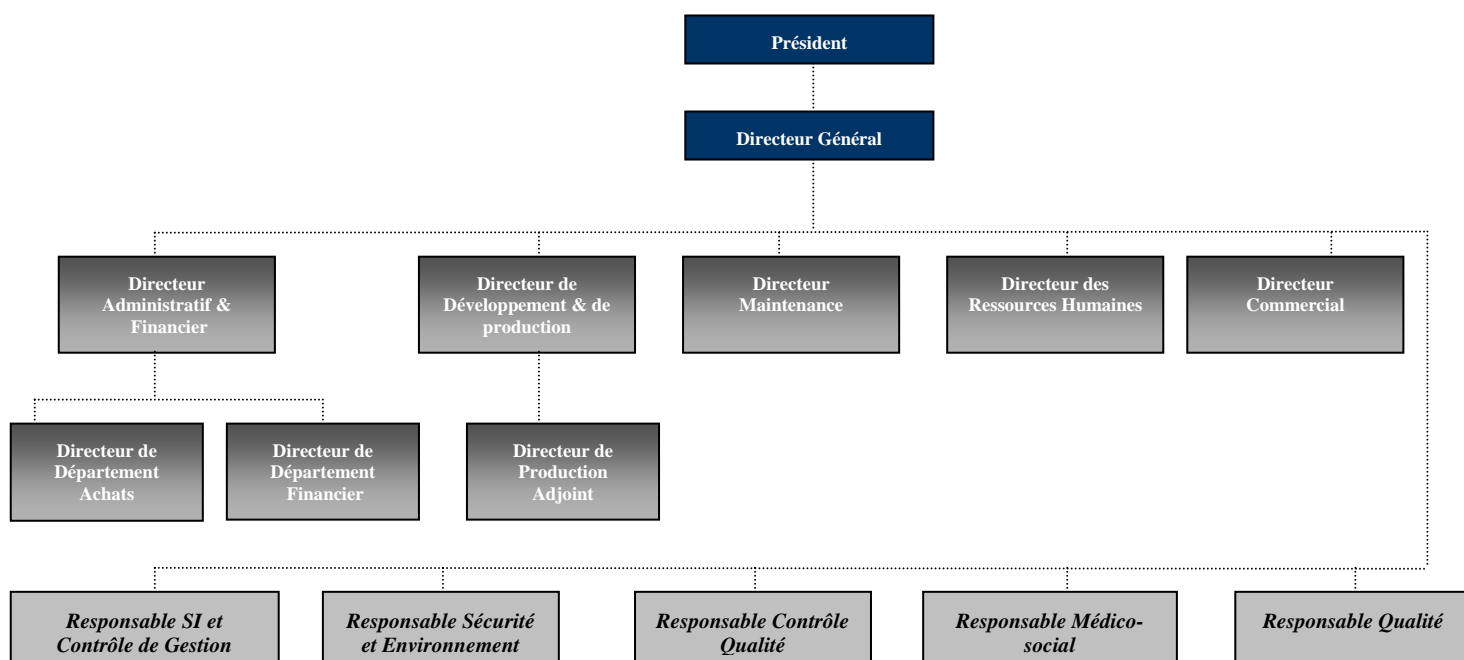 Président
Directeur Général
Directeur
Administratif &
Financier
Directeur de
Développement & de
production
Directeur
Maintenance
Directeur des
Ressources Humaines
Directeur
Commercial
Directeur de
Département
Achats
Directeur de
Département
Financier
Directeur de
Production
Adjoint
Responsable SI et
Contrôle de Gestion
Responsable Sécurité
et Environnement
Responsable Contrôle
Qualité
Responsable Médico-
social
Responsable Qualité